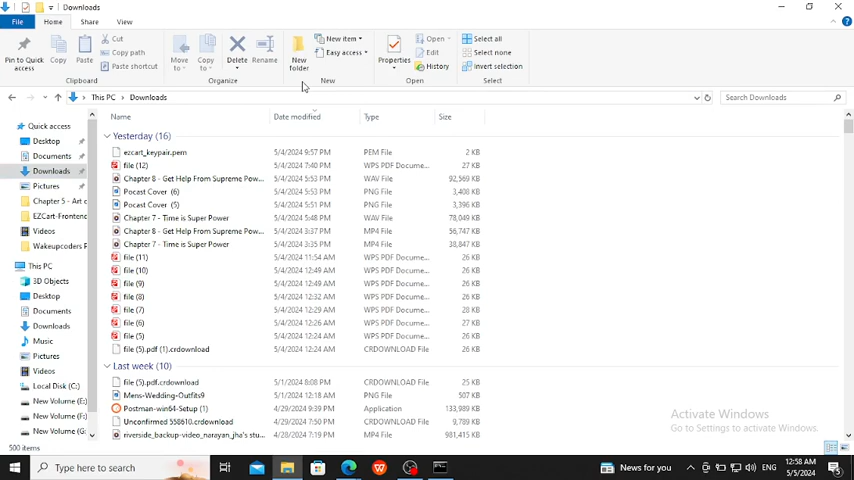 Downloads
File Home Share View
Pin to Quick access
Copy
Paste
Cut
Copy path
Paste shortcut
Clipboard
Move to
Copy to
Delete
Rename
Organize
New folder
New item
Easy access
New
Properties
Open
Edit
History
Open
Select all
Select none
Invert selection
Select
This PC > Downloads
Search Downloads
Name Date modified Type Size
Quick access
Desktop
Documents
Downloads
Pictures
Chapter 5 - Art c
EZCart-Frontend
Videos
Wakeupcoders P
This PC
3D Objects
Desktop
Documents
Downloads
Music
Pictures
Videos
Local Disk (C:)
New Volume (E:)
New Volume (F:)
New Volume (G:)
Yesterday (16)
ezcart_keypair.pem 5/4/2024 9:57 PM PEM File 2 KB
file (12) 5/4/2024 7:40 PM WPS PDF Docume... 27 KB
Chapter 8 - Get Help From Supreme Pow... 5/4/2024 5:53 PM WAV File 92,569 KB
Pocast Cover (6) 5/4/2024 5:53 PM PNG File 3,408 KB
Pocast Cover (5) 5/4/2024 5:51 PM PNG File 3,396 KB
Chapter 7 - Time is Super Power 5/4/2024 5:48 PM WAV File 78,049 KB
Chapter 8 - Get Help From Supreme Pow... 5/4/2024 3:37 PM MP4 File 56,747 KB
Chapter 7 - Time is Super Power 5/4/2024 3:35 PM MP4 File 38,847 KB
file (11) 5/4/2024 11:54 AM WPS PDF Docume... 26 KB
file (10) 5/4/2024 12:49 AM WPS PDF Docume... 26 KB
file (9) 5/4/2024 12:49 AM WPS PDF Docume... 26 KB
file (8) 5/4/2024 12:32 AM WPS PDF Docume... 26 KB
file (7) 5/4/2024 12:29 AM WPS PDF Docume... 28 KB
file (6) 5/4/2024 12:26 AM WPS PDF Docume... 27 KB
file (5) 5/4/2024 12:24 AM WPS PDF Docume... 26 KB
file (5).pdf (1).crdownload 5/4/2024 12:24 AM CRDOWNLOAD File 26 KB
Last week (10)
file (5).pdf.crdownload 5/1/2024 8:08 PM CRDOWNLOAD File 25 KB
Mens-Wedding-Outfits9 5/1/2024 12:18 AM PNG File 507 KB
Postman-win64-Setup (1) 4/29/2024 9:39 PM Application 133,989 KB
Unconfirmed 558610.crdownload 4/29/2024 7:50 PM CRDOWNLOAD File 9,789 KB
riverside_backup-video_narayan_jha's stu... 4/28/2024 7:19 PM MP4 File 981,415 KB
Activate Windows
Go to Settings to activate Windows.
500 items
Type here to search
News for you
ENG
12:58 AM
5/5/2024
5